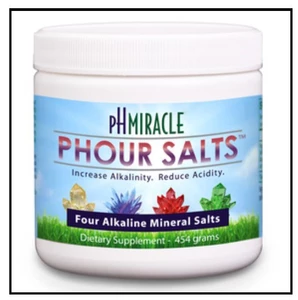 pHMIRACLE
PHOUR SALTS™
Increase Alkalinity. Reduce Acidity.
Four Alkaline Mineral Salts
Dietary Supplement - 454 grams